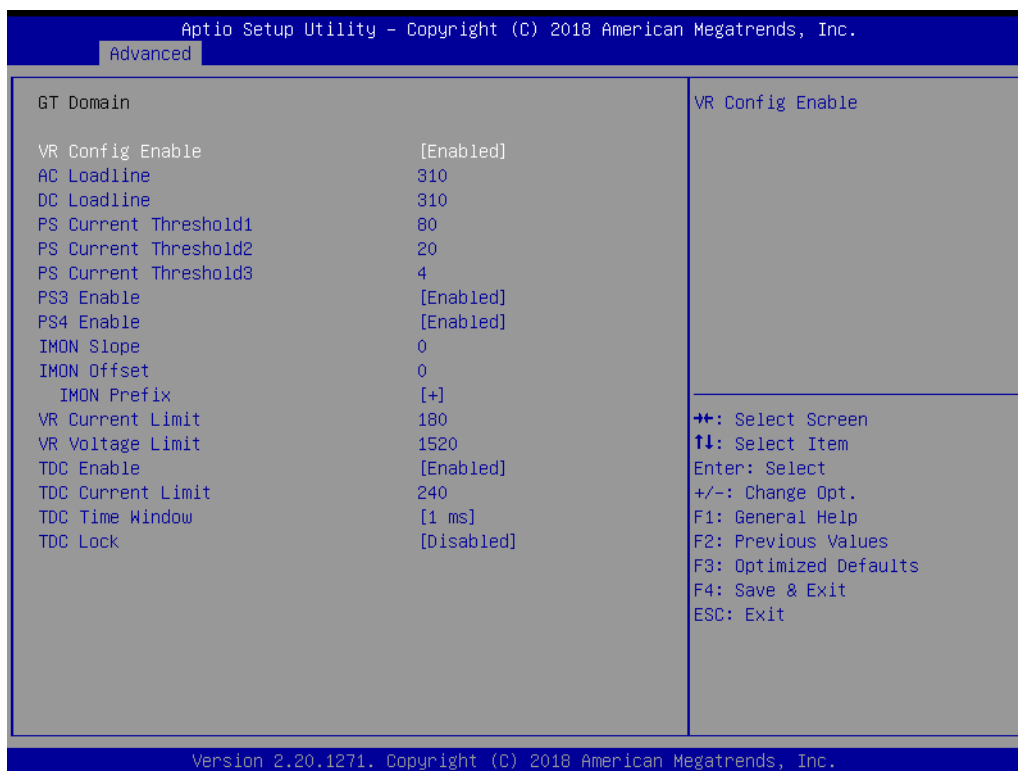 Aptio Setup Utility – Copyright (C) 2018 American Megatrends, Inc.
Advanced
GT Domain
VR Config Enable [Enabled]
AC Loadline 310
DC Loadline 310
PS Current Threshold1 80
PS Current Threshold2 20
PS Current Threshold3 4
PS3 Enable [Enabled]
PS4 Enable [Enabled]
IMON Slope 0
IMON Offset 0
IMON Prefix [+]
VR Current Limit 180
VR Voltage Limit 1520
TDC Enable [Enabled]
TDC Current Limit 240
TDC Time Window [1 ms]
TDC Lock [Disabled]
VR Config Enable
→←: Select Screen
↑↓: Select Item
Enter: Select
+/-: Change Opt.
F1: General Help
F2: Previous Values
F3: Optimized Defaults
F4: Save & Exit
ESC: Exit
Version 2.20.1271. Copyright (C) 2018 American Megatrends, Inc.